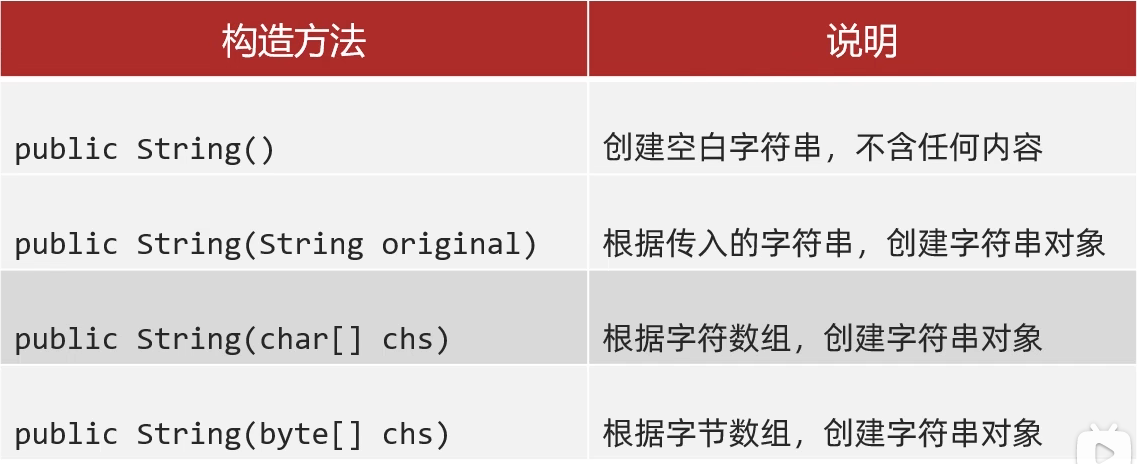 构造方法 说明
public String() 创建空白字符串，不含任何内容
public String(String original) 根据传入的字符串，创建字符串对象
public String(char[] chs) 根据字符数组，创建字符串对象
public String(byte[] chs) 根据字节数组，创建字符串对象